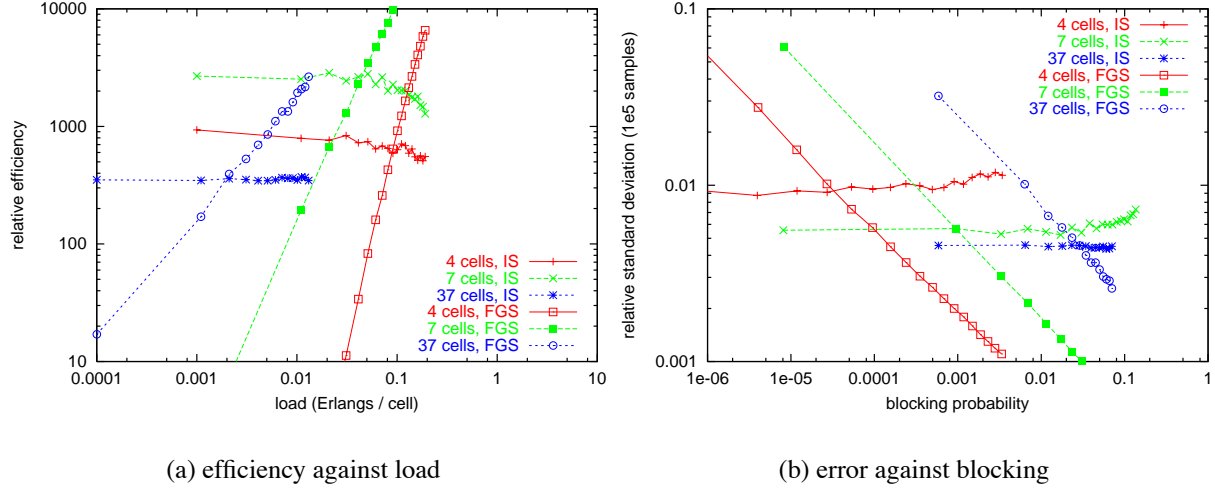 10000
1000
100
10
0.0001
0.001
0.01
0.1
1
10
relative efficiency
load (Erlangs / cell)
4 cells, IS
7 cells, IS
37 cells, IS
4 cells, FGS
7 cells, FGS
37 cells, FGS
(a) efficiency against load
0.1
0.01
0.001
1e-06
1e-05
0.0001
0.001
0.01
0.1
1
relative standard deviation (1e5 samples)
blocking probability
4 cells, IS
7 cells, IS
37 cells, IS
4 cells, FGS
7 cells, FGS
37 cells, FGS
(b) error against blocking